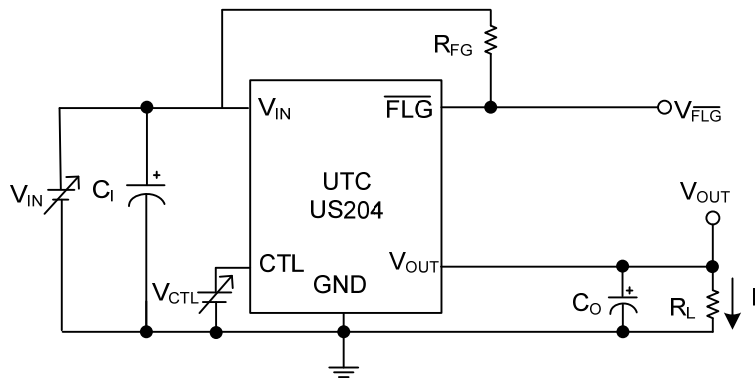 RFG
VIN
FLG
VFLG
VIN
CI
UTC
US204
VOUT
CTL
VOUT
VCTL
GND
CO
RL
I